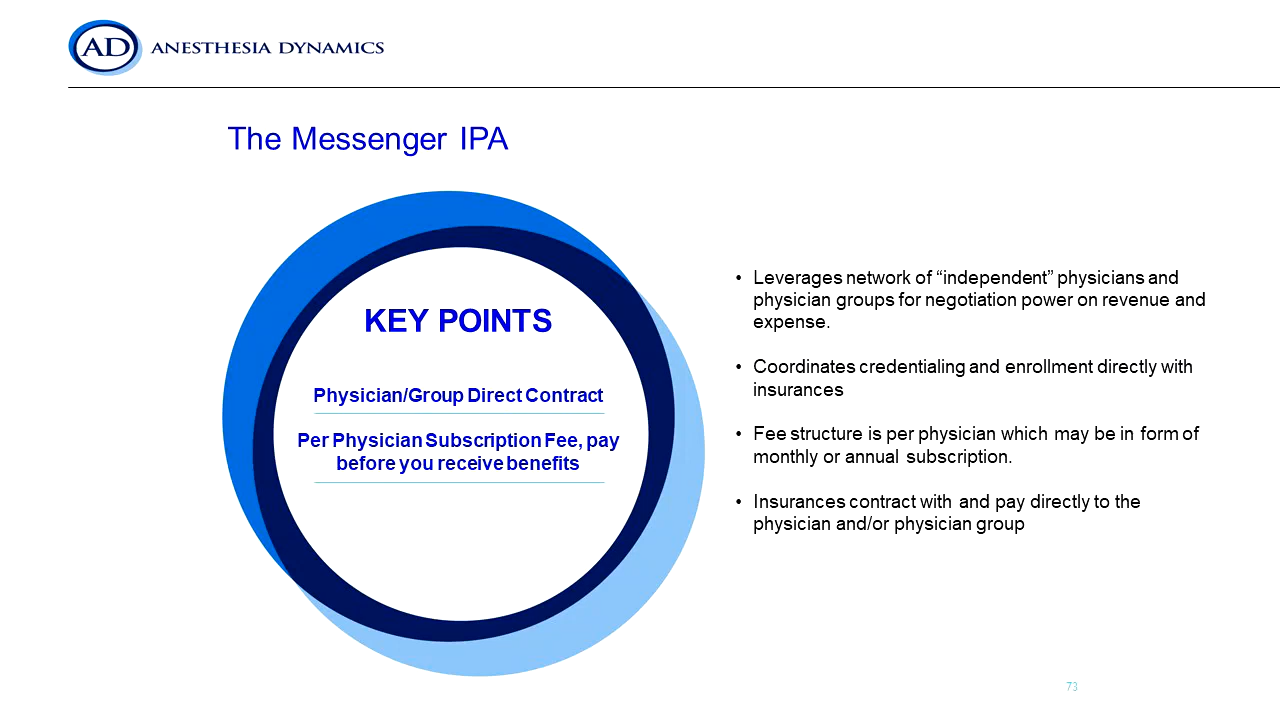 AD ANESTHESIA DYNAMICS
The Messenger IPA
KEY POINTS
Physician/Group Direct Contract
Per Physician Subscription Fee, pay
before you receive benefits
• Leverages network of “independent” physicians and
physician groups for negotiation power on revenue and
expense.
• Coordinates credentialing and enrollment directly with
insurances
• Fee structure is per physician which may be in form of
monthly or annual subscription.
• Insurances contract with and pay directly to the
physician and/or physician group
73